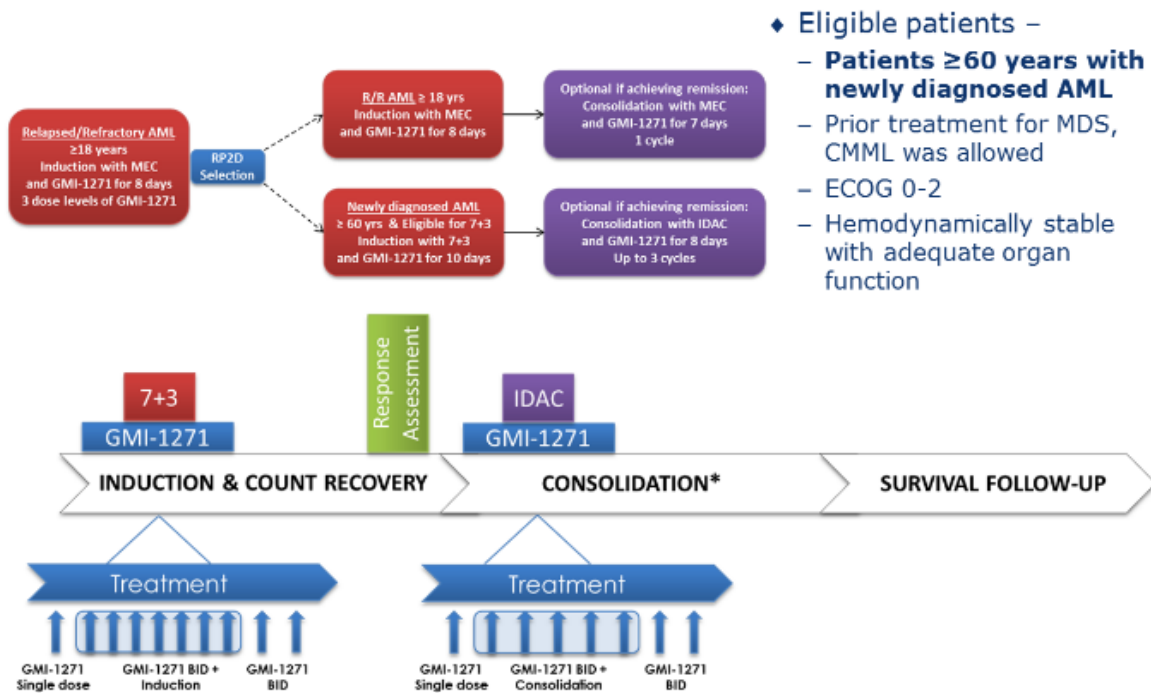 Relapsed/Refractory AML
≥18 years
Induction with MEC
and GMI-1271 for 8 days
3 dose levels of GMI-1271
RP2D
Selection
R/R AML ≥ 18 yrs
Induction with MEC
and GMI-1271 for 8 days
Optional if achieving remission:
Consolidation with MEC
and GMI-1271 for 7 days
1 cycle
Newly diagnosed AML
≥ 60 yrs & Eligible for 7+3
Induction with 7+3
and GMI-1271 for 10 days
Optional if achieving remission:
Consolidation with IDAC
and GMI-1271 for 8 days
Up to 3 cycles
♦ Eligible patients –
– Patients ≥60 years with
newly diagnosed AML
– Prior treatment for MDS,
CMML was allowed
– ECOG 0-2
– Hemodynamically stable
with adequate organ
function
7+3
GMI-1271
Response
Assessment
IDAC
GMI-1271
INDUCTION & COUNT RECOVERY
CONSOLIDATION*
SURVIVAL FOLLOW-UP
Treatment
GMI-1271
Single dose
GMI-1271 BID +
Induction
GMI-1271
BID
Treatment
GMI-1271
Single dose
GMI-1271 BID +
Consolidation
GMI-1271
BID